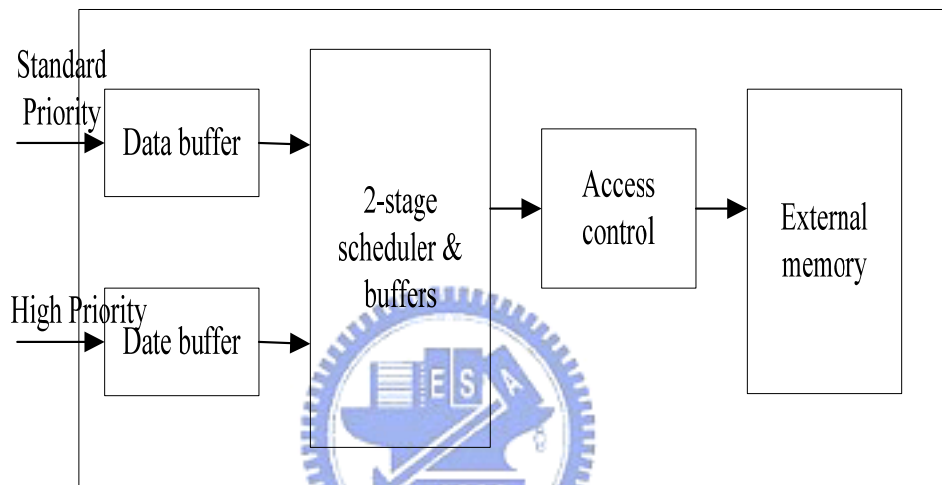 Standard
Priority
Data buffer
High Priority
Date buffer
2-stage
scheduler &
buffers
Access
control
External
memory
E S A